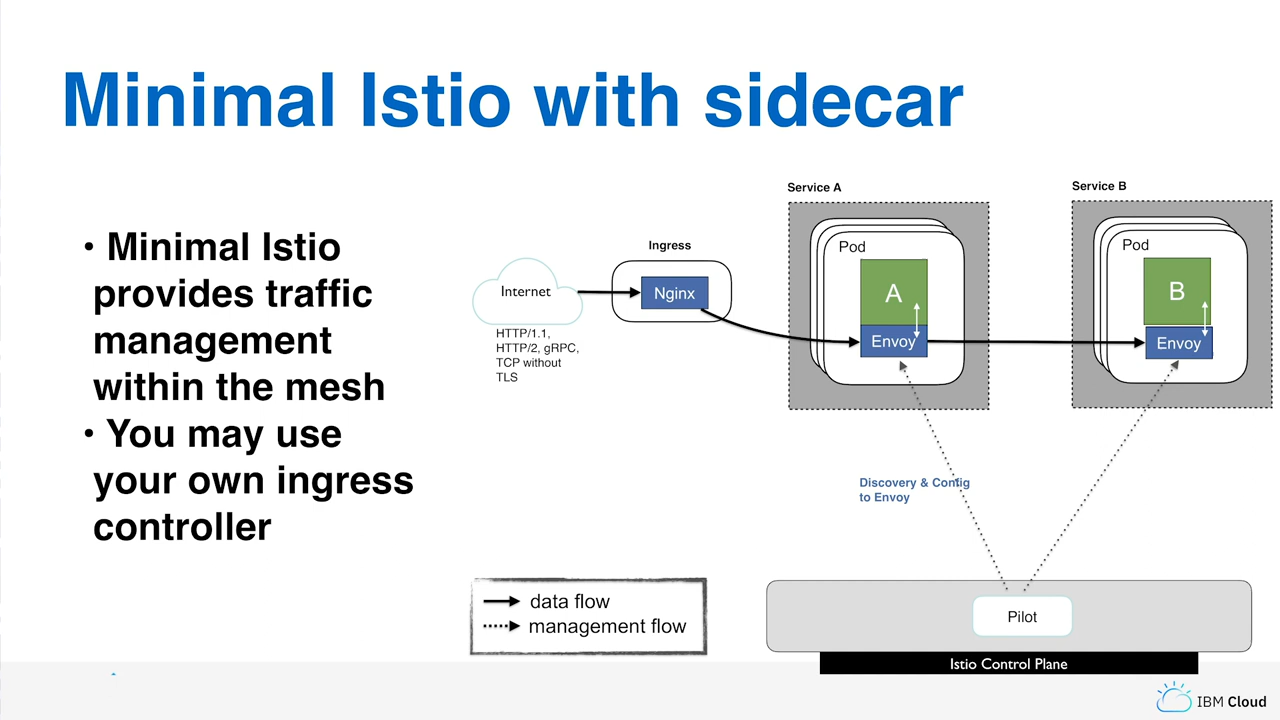 Minimal Istio with sidecar
• Minimal Istio
provides traffic
management
within the mesh
• You may use
your own ingress
controller
Internet
HTTP/1.1,
HTTP/2, gRPC,
TCP without
TLS
Ingress
Nginx
Service A
Pod
A
Envoy
Service B
Pod
B
Envoy
Discovery & Config
to Envoy
data flow
management flow
Pilot
Istio Control Plane
IBM Cloud